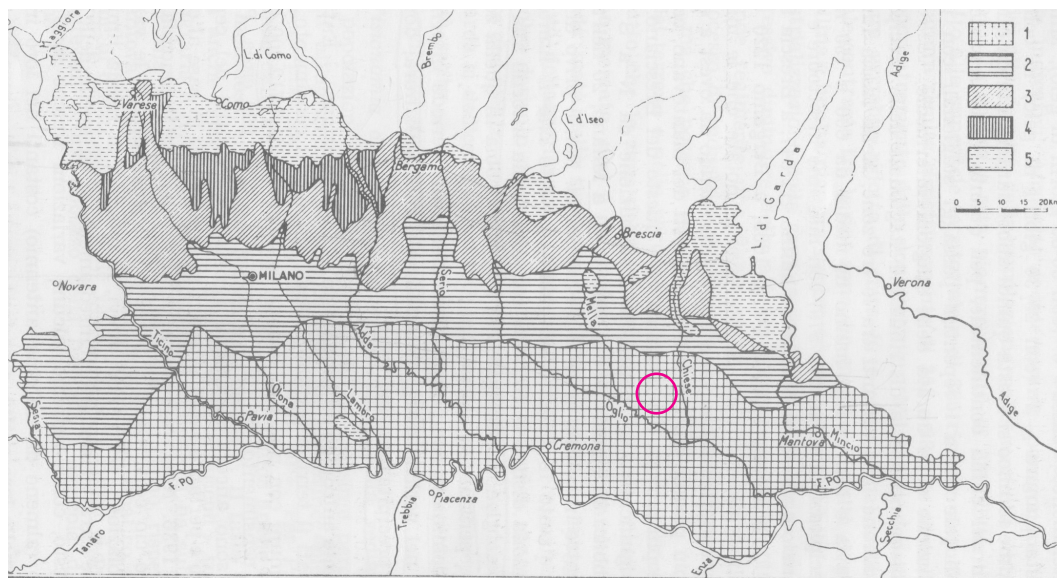 Maggiore
L. di Como
Brembo
Adige
1
2
3
4
5
0 5 10 15 20 Km
Varese
Como
L. d'Iseo
Bergamo
L. di Garda
Brescia
Novara
MILANO
Serio
Mella
Verona
Ticino
Adda
Chiese
Sesia
Olona
Lambro
Oglio
Pavia
Cremona
Mantova
Mincio
Adige
F. PO
F. PO
Piacenza
Trebbia
Tanaro
Enza
Secchia